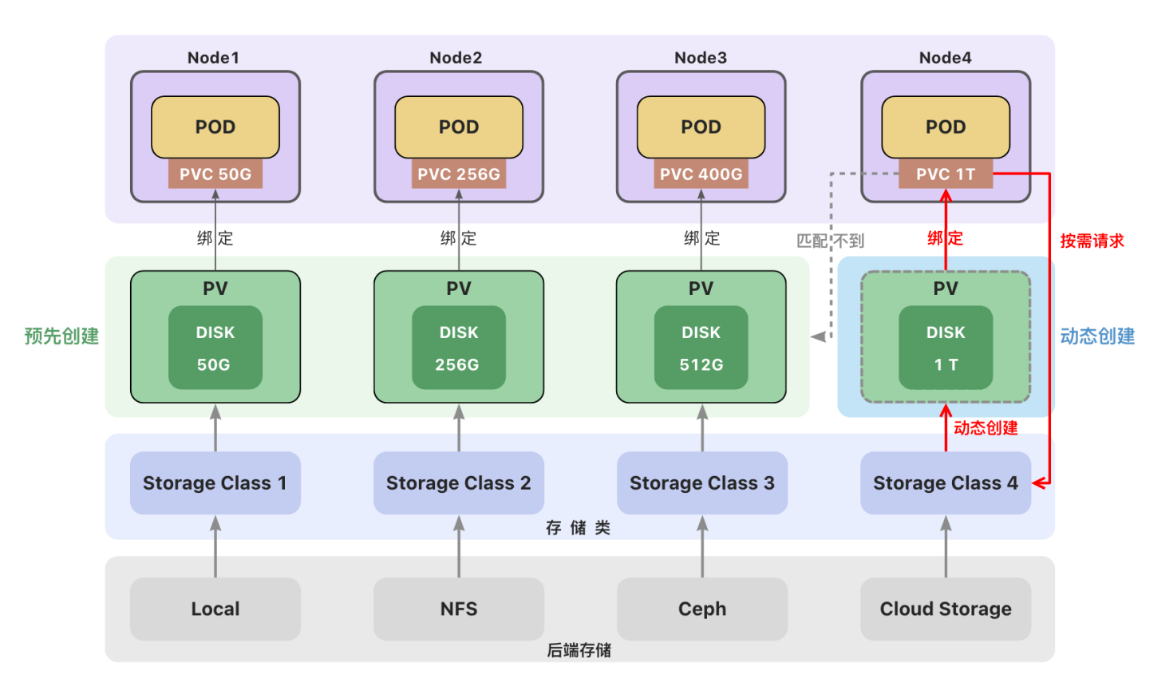 Node1
Node2
Node3
Node4
POD
POD
POD
POD
PVC 50G
PVC 256G
PVC 400G
PVC 1T
绑 定
绑 定
绑 定
匹配 不到
绑 定
按需请求
预先创建
PV
DISK
50G
PV
DISK
256G
PV
DISK
512G
PV
DISK
1 T
动态创建
动态创建
Storage Class 1
Storage Class 2
Storage Class 3
Storage Class 4
存 储 类
Local
NFS
Ceph
Cloud Storage
后端存储